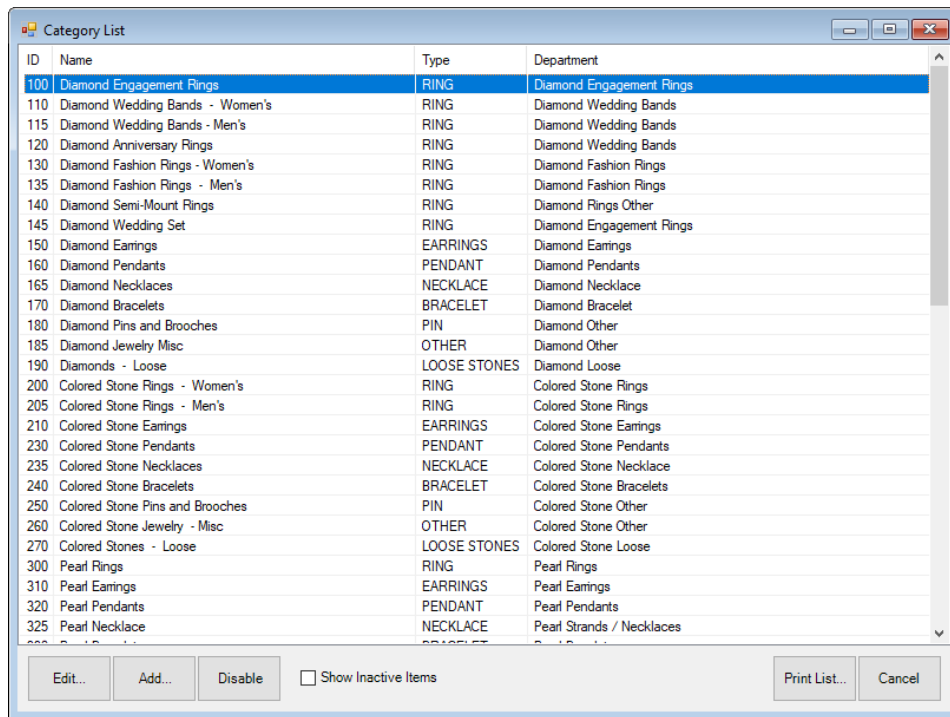 Category List
ID Name Type Department
100 Diamond Engagement Rings RING Diamond Engagement Rings
110 Diamond Wedding Bands - Women's RING Diamond Wedding Bands
115 Diamond Wedding Bands - Men's RING Diamond Wedding Bands
120 Diamond Anniversary Rings RING Diamond Wedding Bands
130 Diamond Fashion Rings - Women's RING Diamond Fashion Rings
135 Diamond Fashion Rings - Men's RING Diamond Fashion Rings
140 Diamond Semi-Mount Rings RING Diamond Rings Other
145 Diamond Wedding Set RING Diamond Engagement Rings
150 Diamond Earrings EARRINGS Diamond Earrings
160 Diamond Pendants PENDANT Diamond Pendants
165 Diamond Necklaces NECKLACE Diamond Necklace
170 Diamond Bracelets BRACELET Diamond Bracelet
180 Diamond Pins and Brooches PIN Diamond Other
185 Diamond Jewelry Misc OTHER Diamond Other
190 Diamonds - Loose LOOSE STONES Diamond Loose
200 Colored Stone Rings - Women's RING Colored Stone Rings
205 Colored Stone Rings - Men's RING Colored Stone Rings
210 Colored Stone Earrings EARRINGS Colored Stone Earrings
230 Colored Stone Pendants PENDANT Colored Stone Pendants
235 Colored Stone Necklaces NECKLACE Colored Stone Necklace
240 Colored Stone Bracelets BRACELET Colored Stone Bracelets
250 Colored Stone Pins and Brooches PIN Colored Stone Other
260 Colored Stone Jewelry - Misc OTHER Colored Stone Other
270 Colored Stones - Loose LOOSE STONES Colored Stone Loose
300 Pearl Rings RING Pearl Rings
310 Pearl Earrings EARRINGS Pearl Earrings
320 Pearl Pendants PENDANT Pearl Pendants
325 Pearl Necklace NECKLACE Pearl Strands / Necklaces
Edit... Add... Disable Show Inactive Items Print List... Cancel